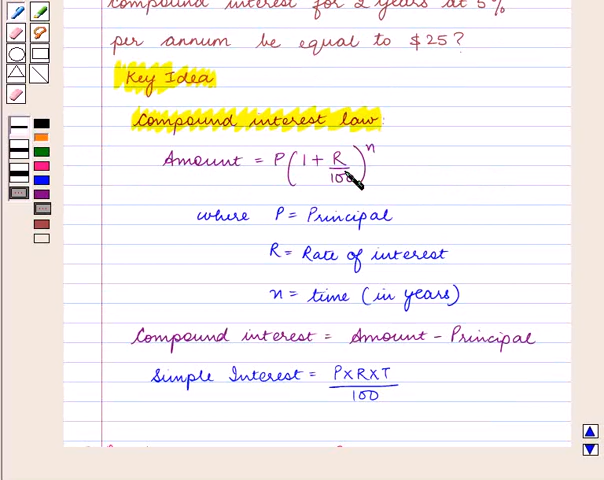 compound interest for 2 years at 5%
per annum be equal to $25?
Key Idea
Compound interest law:
Amount = P(1 + R/100)^n
where P = Principal
R = Rate of interest
n = time (in years)
Compound interest = Amount - Principal
Simple Interest = PxRxT/100